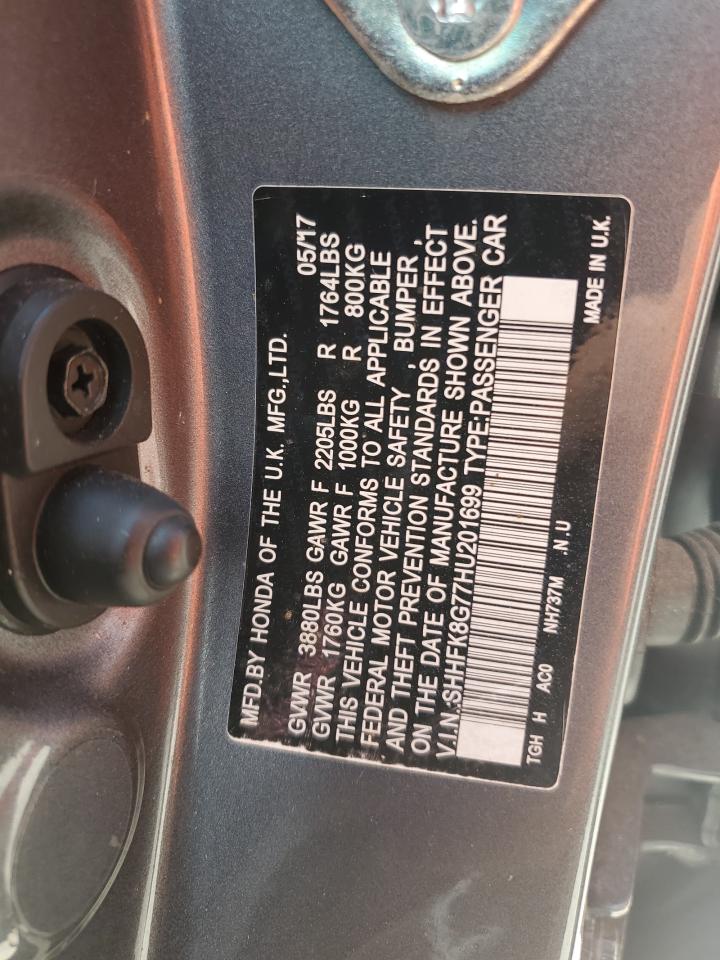 MFD.BY HONDA OF THE U.K. MFG.,LTD. 05/17
GVWR 3880LBS GAWR F 2205LBS R 1764LBS
GVWR 1760KG GAWR F 1000KG R 800KG
THIS VEHICLE CONFORMS TO ALL APPLICABLE
FEDERAL MOTOR VEHICLE SAFETY , BUMPER ,
AND THEFT PREVENTION STANDARDS IN EFFECT
ON THE DATE OF MANUFACTURE SHOWN ABOVE.
V.I.N.:SHHFK8G77HU201699 TYPE:PASSENGER CAR
TGH H AC0 NH737M .N .U MADE IN U.K.